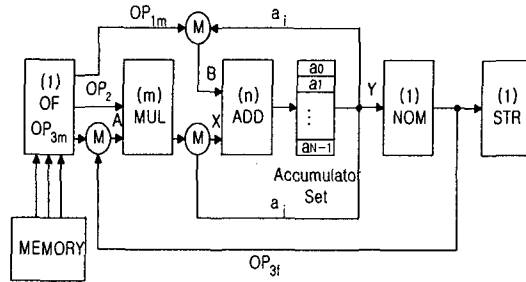 OP1m
ai
M
(1)
OF
OP2
OP3m
M
A
(m)
MUL
B
M
X
(n)
ADD
a0
a1
⋮
aN-1
Accumulator
Set
Y
(1)
NOM
(1)
STR
ai
MEMORY
OP3f